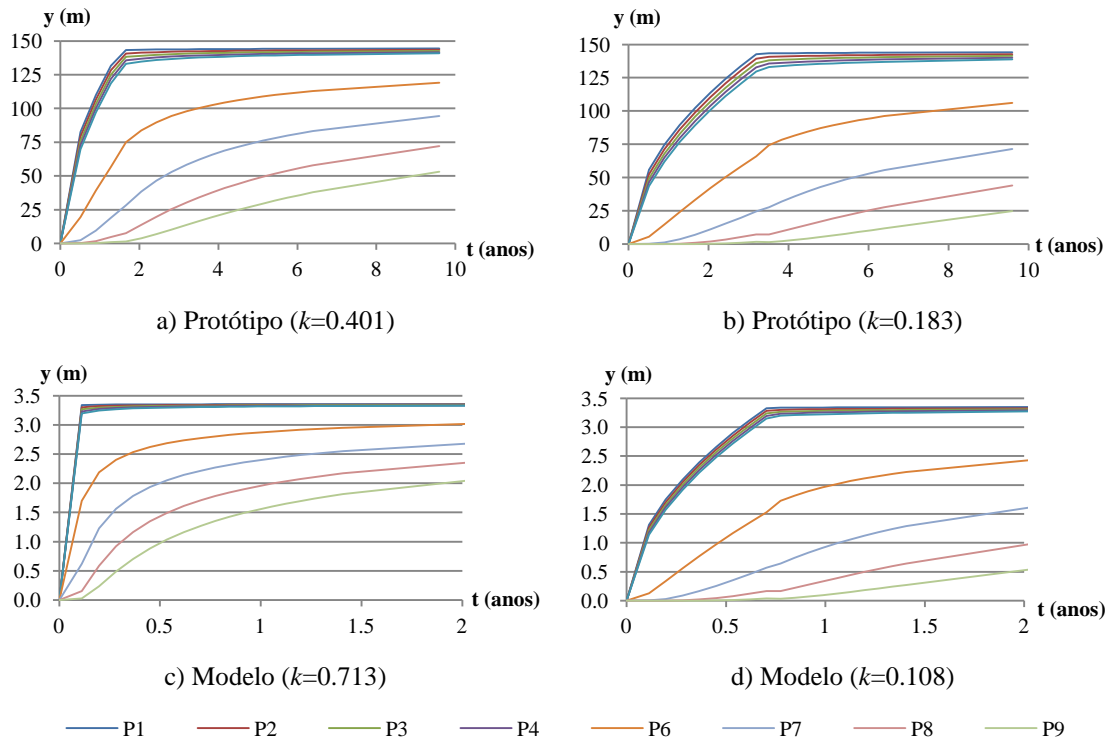 y (m)
150
125
100
75
50
25
0
0 2 4 6 8 10
t (anos)
a) Protótipo (k=0.401)
y (m)
150
125
100
75
50
25
0
0 2 4 6 8 10
t (anos)
b) Protótipo (k=0.183)
y (m)
3.5
3.0
2.5
2.0
1.5
1.0
0.5
0.0
0 0.5 1 1.5 2
t (anos)
c) Modelo (k=0.713)
y (m)
3.5
3.0
2.5
2.0
1.5
1.0
0.5
0.0
0 0.5 1 1.5 2
t (anos)
d) Modelo (k=0.108)
P1 P2 P3 P4 P6 P7 P8 P9